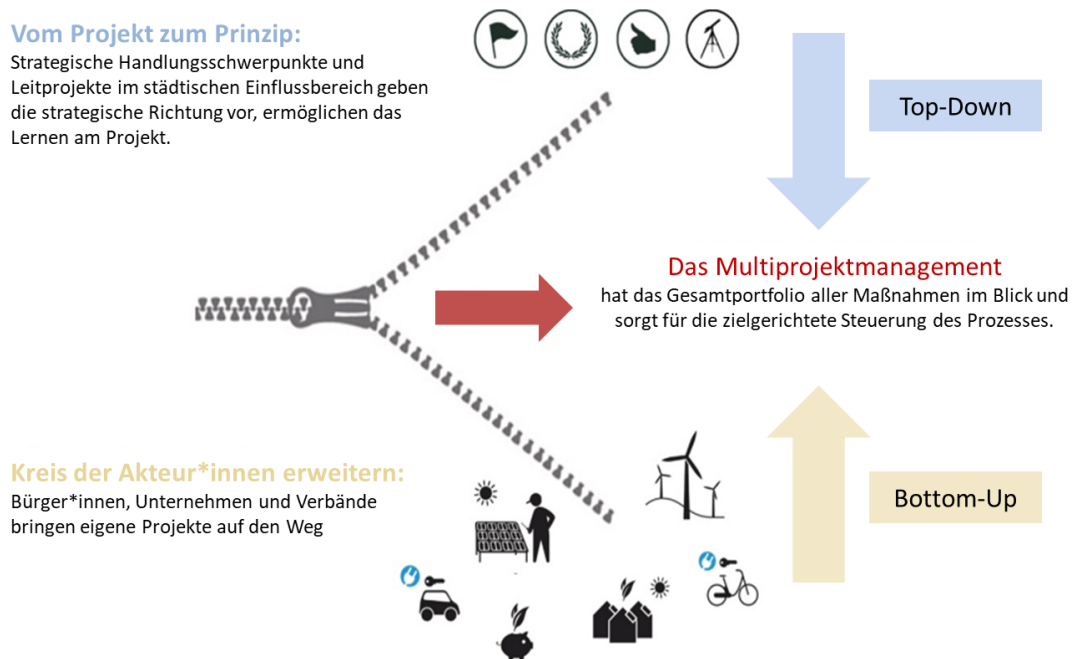 Vom Projekt zum Prinzip:
Strategische Handlungsschwerpunkte und
Leitprojekte im städtischen Einflussbereich geben
die strategische Richtung vor, ermöglichen das
Lernen am Projekt.
Top-Down
Das Multiprojektmanagement
hat das Gesamtportfolio aller Maßnahmen im Blick und
sorgt für die zielgerichtete Steuerung des Prozesses.
Kreis der Akteur*innen erweitern:
Bürger*innen, Unternehmen und Verbände
bringen eigene Projekte auf den Weg
Bottom-Up